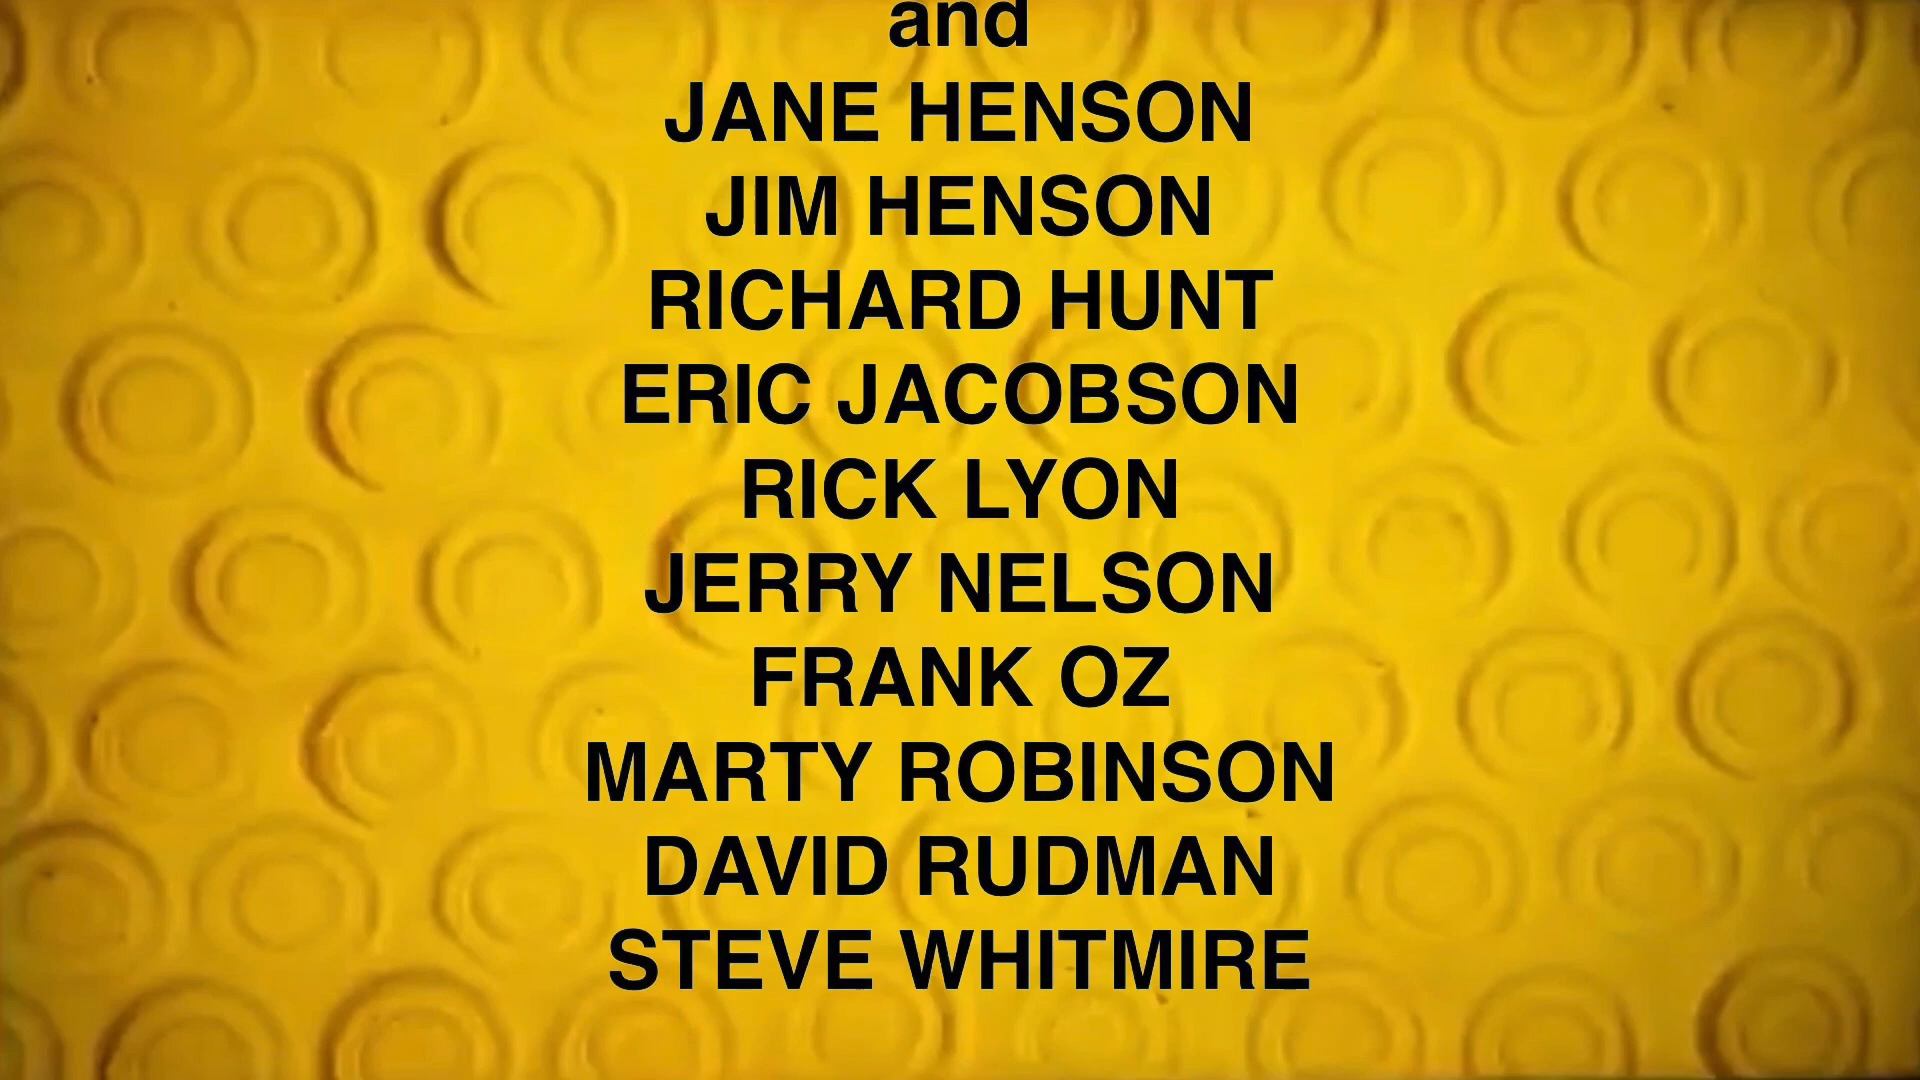 and
JANE HENSON
JIM HENSON
RICHARD HUNT
ERIC JACOBSON
RICK LYON
JERRY NELSON
FRANK OZ
MARTY ROBINSON
DAVID RUDMAN
STEVE WHITMIRE